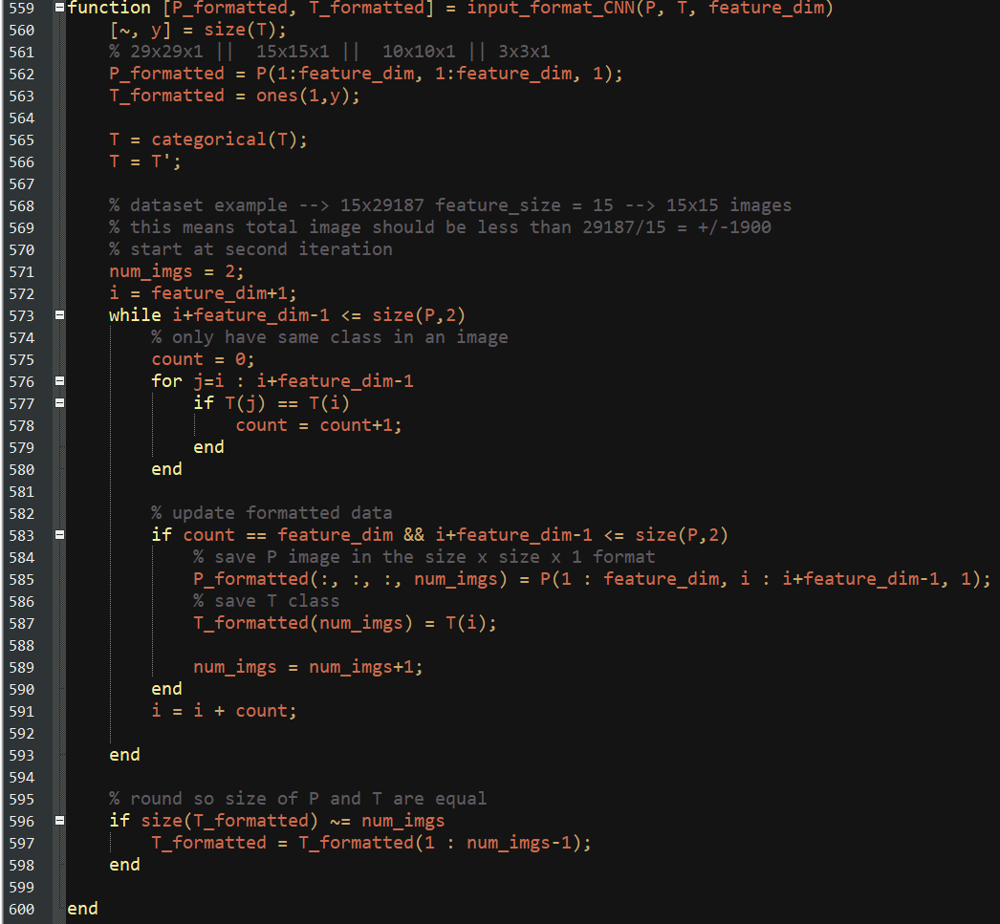 559 function [P_formatted, T_formatted] = input_format_CNN(P, T, feature_dim)
560     [~, y] = size(T);
561     % 29x29x1 ||  15x15x1 ||  10x10x1 || 3x3x1
562     P_formatted = P(1:feature_dim, 1:feature_dim, 1);
563     T_formatted = ones(1,y);
564
565     T = categorical(T);
566     T = T';
567
568     % dataset example --> 15x29187 feature_size = 15 --> 15x15 images
569     % this means total image should be less than 29187/15 = +/-1900
570     % start at second iteration
571     num_imgs = 2;
572     i = feature_dim+1;
573     while i+feature_dim-1 <= size(P,2)
574         % only have same class in an image
575         count = 0;
576         for j=i : i+feature_dim-1
577             if T(j) == T(i)
578                 count = count+1;
579             end
580         end
581
582         % update formatted data
583         if count == feature_dim && i+feature_dim-1 <= size(P,2)
584             % save P image in the size x size x 1 format
585             P_formatted(:, :, :, num_imgs) = P(1 : feature_dim, i : i+feature_dim-1, 1);
586             % save T class
587             T_formatted(num_imgs) = T(i);
588
589             num_imgs = num_imgs+1;
590         end
591         i = i + count;
592
593     end
594
595     % round so size of P and T are equal
596     if size(T_formatted) ~= num_imgs
597         T_formatted = T_formatted(1 : num_imgs-1);
598     end
599
600 end